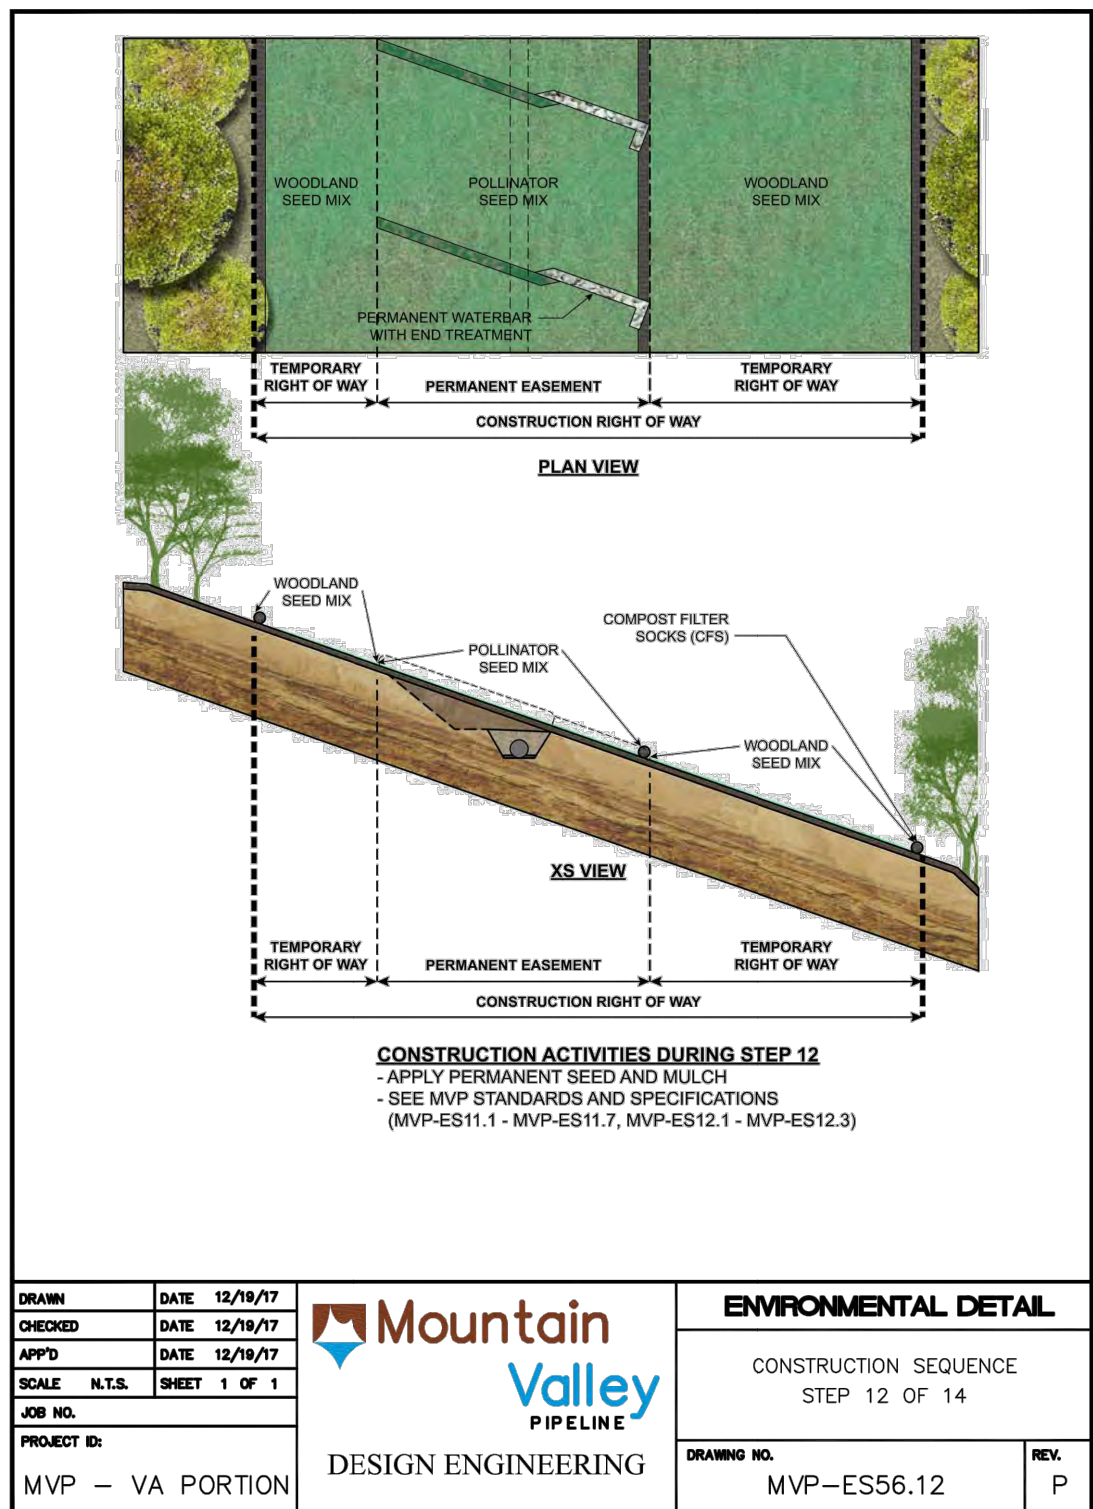 WOODLAND
SEED MIX
POLLINATOR
SEED MIX
WOODLAND
SEED MIX
PERMANENT WATERBAR
WITH END TREATMENT
TEMPORARY
RIGHT OF WAY
PERMANENT EASEMENT
TEMPORARY
RIGHT OF WAY
CONSTRUCTION RIGHT OF WAY
PLAN VIEW
WOODLAND
SEED MIX
POLLINATOR
SEED MIX
COMPOST FILTER
SOCKS (CFS)
WOODLAND
SEED MIX
XS VIEW
TEMPORARY
RIGHT OF WAY
PERMANENT EASEMENT
TEMPORARY
RIGHT OF WAY
CONSTRUCTION RIGHT OF WAY
CONSTRUCTION ACTIVITIES DURING STEP 12
- APPLY PERMANENT SEED AND MULCH
- SEE MVP STANDARDS AND SPECIFICATIONS
(MVP-ES11.1 - MVP-ES11.7, MVP-ES12.1 - MVP-ES12.3)
DRAWN DATE 12/19/17
CHECKED DATE 12/19/17
APP'D DATE 12/19/17
SCALE N.T.S. SHEET 1 OF 1
JOB NO.
PROJECT ID:
MVP - VA PORTION
Mountain
Valley
PIPELINE
DESIGN ENGINEERING
ENVIRONMENTAL DETAIL
CONSTRUCTION SEQUENCE
STEP 12 OF 14
DRAWING NO.
MVP-ES56.12
REV.
P